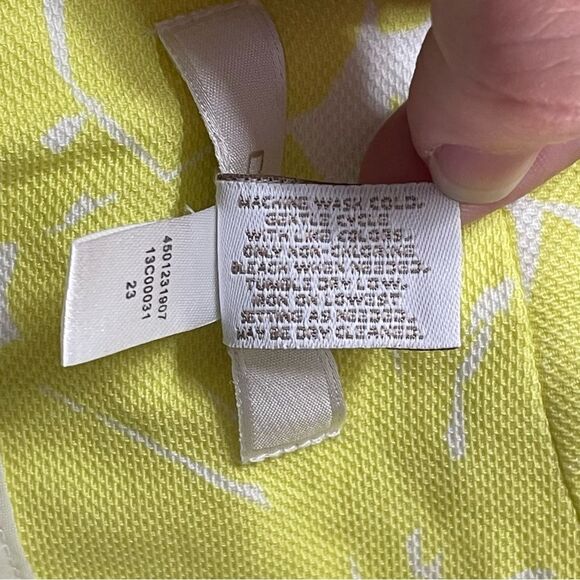 MACHINE WASH COLD!
GENTLE CYCLE
WITH LIKE COLORS.
ONLY NON-CHLORINE
BLEACH WHEN NEEDED.
TUMBLE DRY LOW.
IRON ON LOWEST
SETTING AS NEEDED.
MAY BE DRY CLEANED.
4501231907
13C00031
23